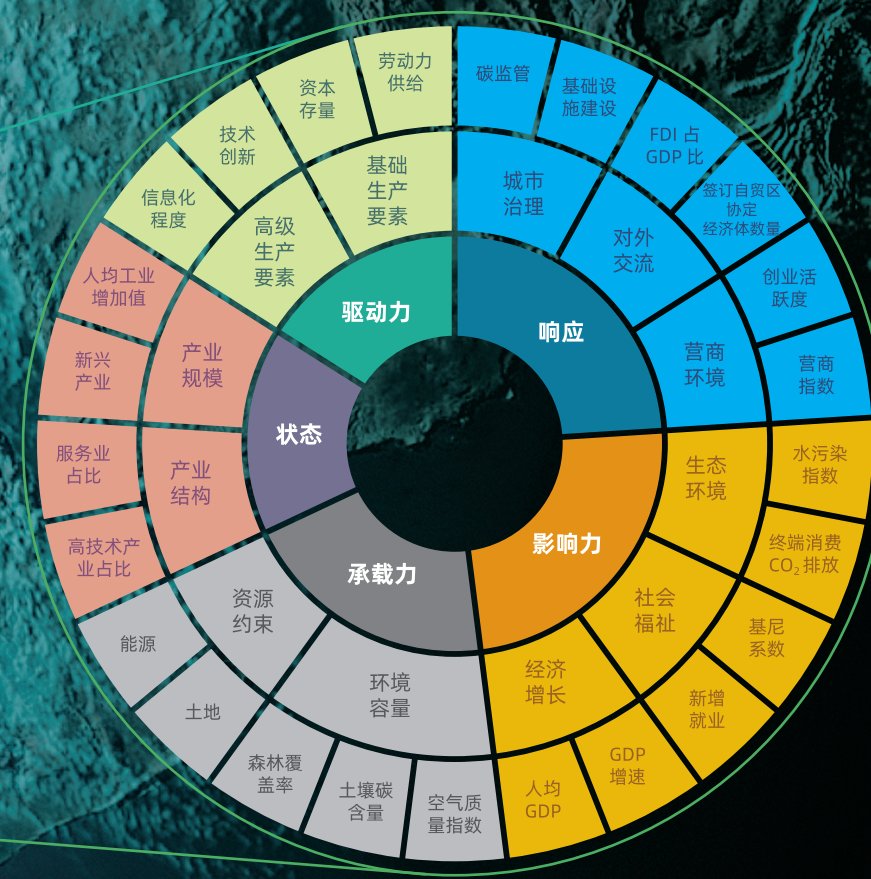 劳动力
供给
碳监管
基础设
施建设
FDI 占
GDP 比
签订自贸区
协定
经济体数量
创业活
跃度
营商
指数
水污染
指数
终端消费
CO₂ 排放
基尼
系数
新增
就业
GDP
增速
人均
GDP
空气质
量指数
土壤碳
含量
森林覆
盖率
土地
能源
高技术产
业占比
服务业
占比
新兴
产业
人均工业
增加值
信息化
程度
技术
创新
资本
存量
基础
生产
要素
城市
治理
对外
交流
营商
环境
生态
环境
社会
福祉
经济
增长
环境
容量
资源
约束
产业
结构
产业
规模
高级
生产
要素
驱动力
响应
影响力
承载力
状态